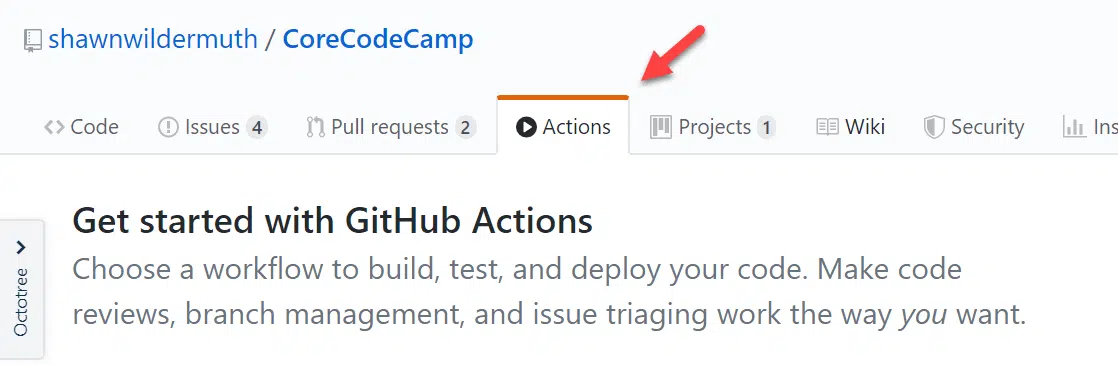 shawnwildermuth / CoreCodeCamp
Code Issues 4 Pull requests 2 Actions Projects 1 Wiki Security Ins
Get started with GitHub Actions
Choose a workflow to build, test, and deploy your code. Make code
reviews, branch management, and issue triaging work the way you want.
Octotree